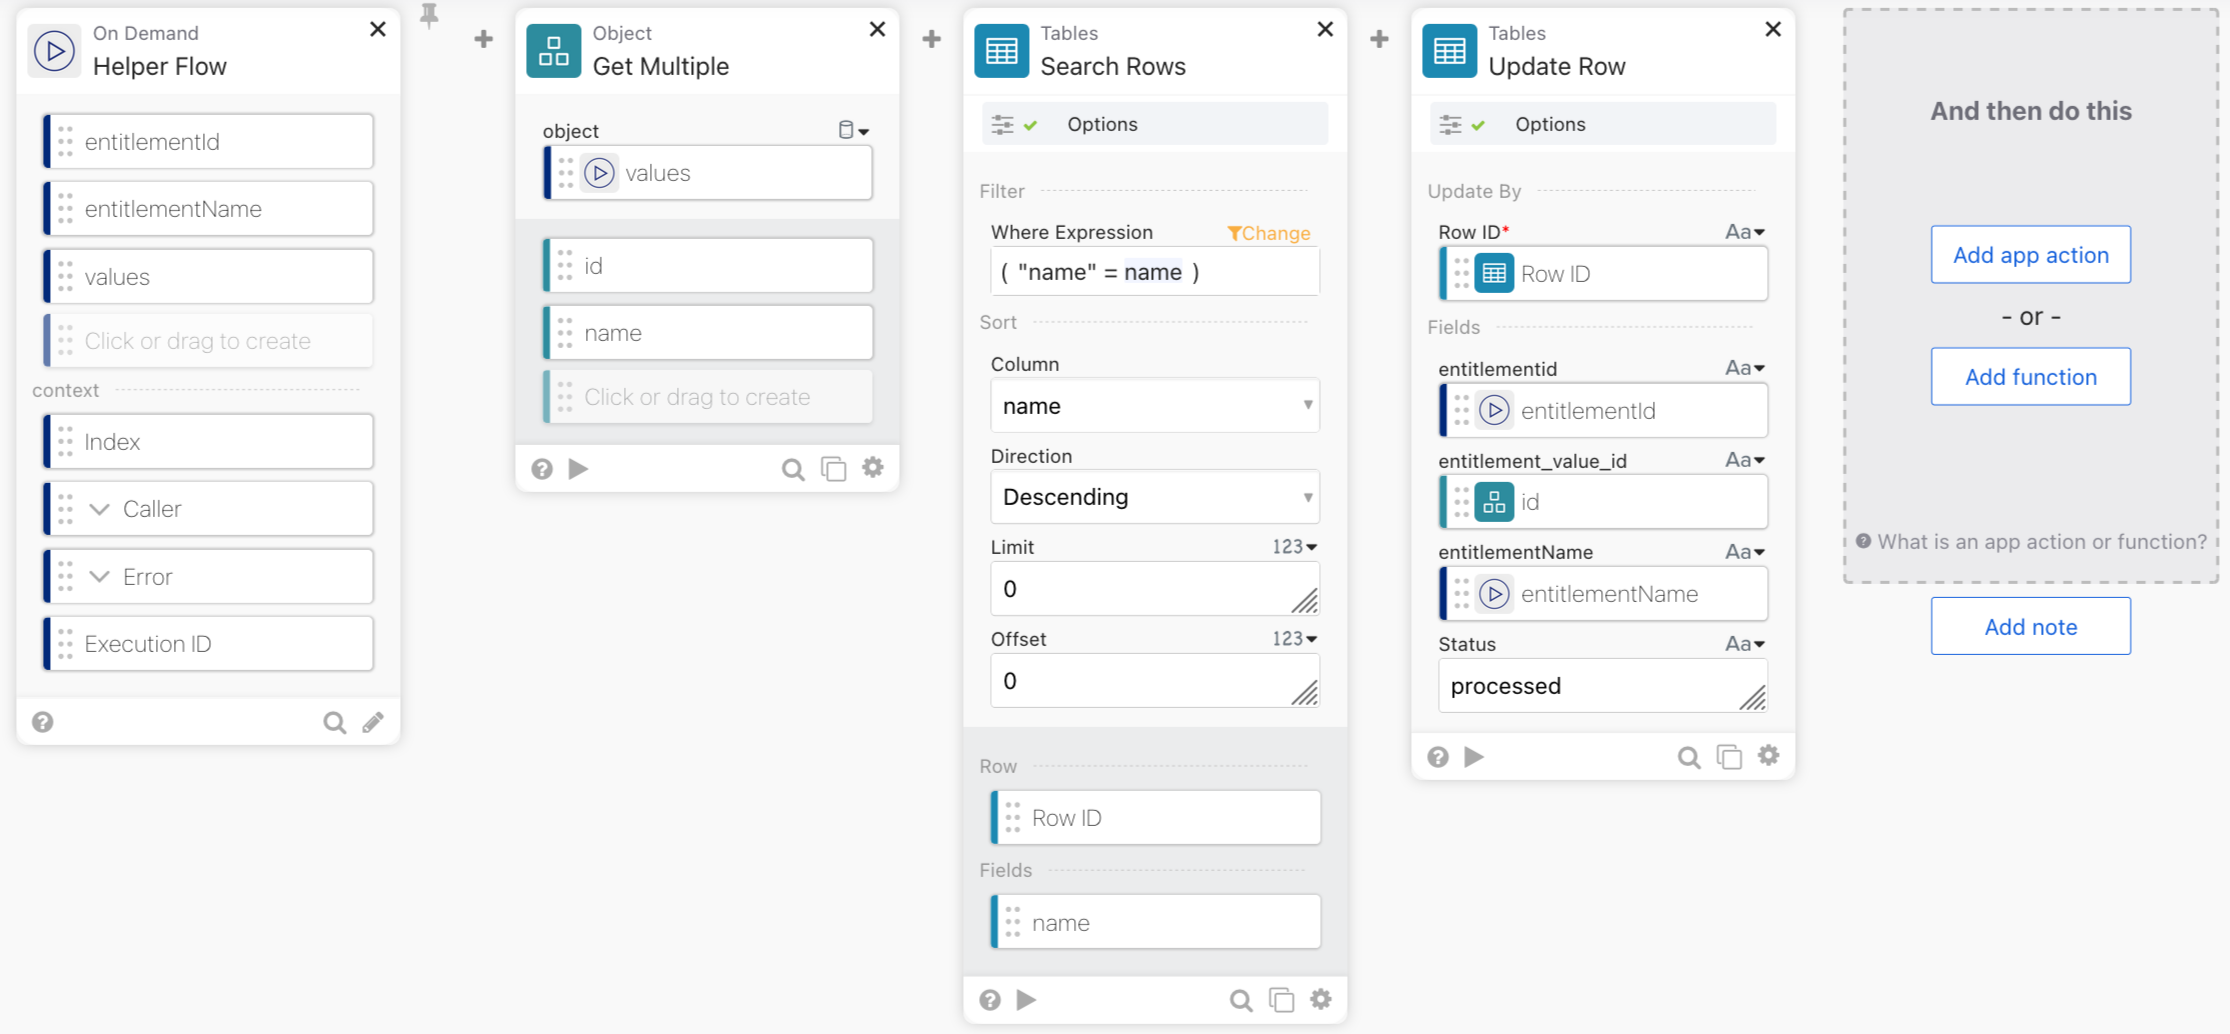 On Demand
Helper Flow
entitlementId
entitlementName
values
Click or drag to create
context
Index
Caller
Error
Execution ID
Object
Get Multiple
object
values
id
name
Click or drag to create
Tables
Search Rows
Options
Filter
Where Expression
Change
( "name" = name )
Sort
Column
name
Direction
Descending
Limit
123
0
Offset
123
0
Row
Row ID
Fields
name
Tables
Update Row
Options
Update By
Row ID*
Aa
Row ID
Fields
entitlementid
Aa
entitlementId
entitlement_value_id
Aa
id
entitlementName
Aa
entitlementName
Status
Aa
processed
And then do this
Add app action
- or -
Add function
What is an app action or function?
Add note